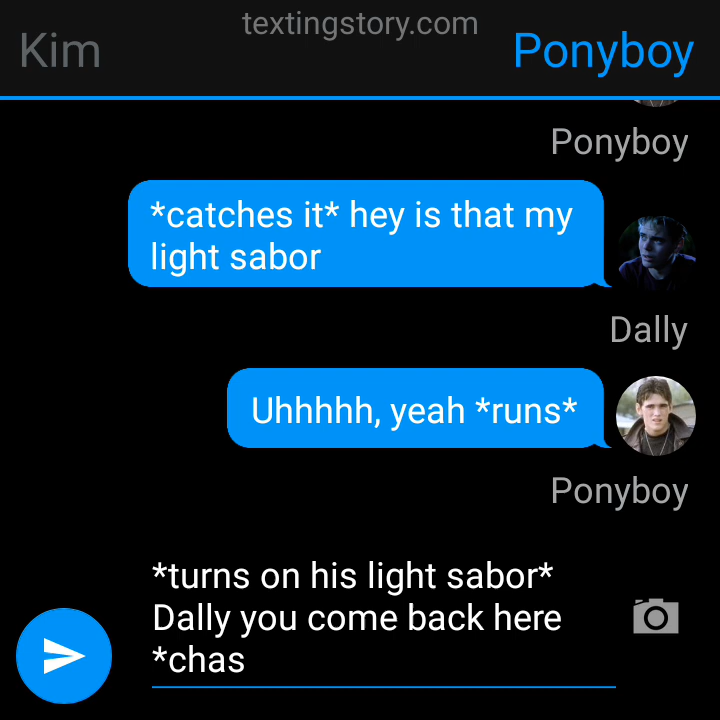 textingstory.com
Kim
Ponyboy
Ponyboy
*catches it* hey is that my
light sabor
Dally
Uhhhhh, yeah *runs*
Ponyboy
*turns on his light sabor*
Dally you come back here
*chas